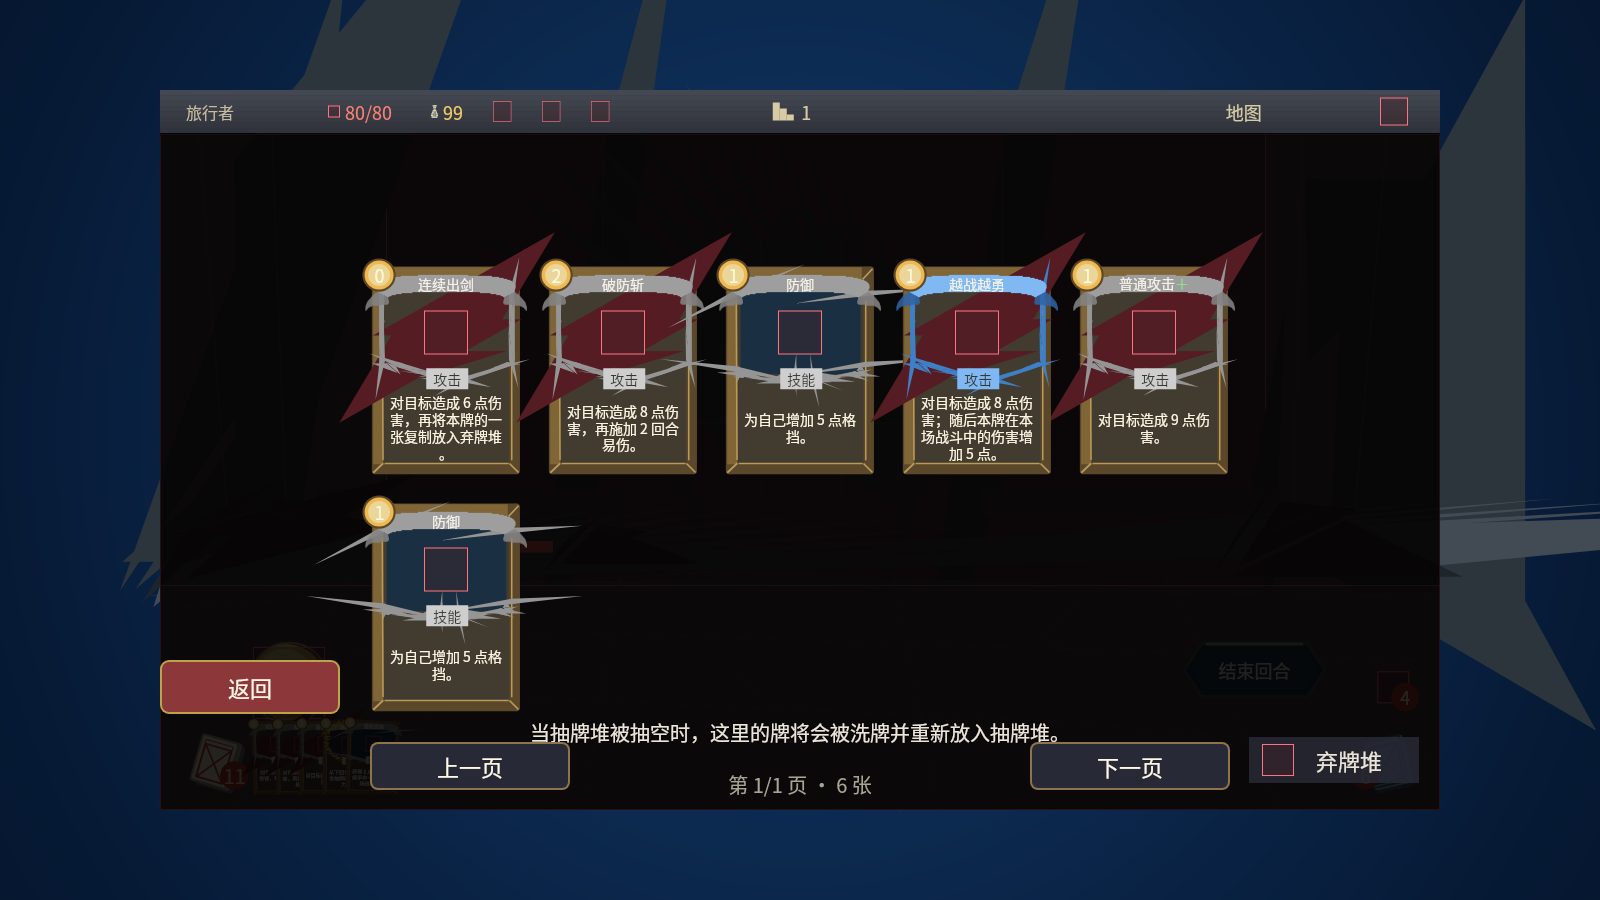 旅行者
80/80
99
1
地图
0
连续出剑
攻击
对目标造成 6 点伤
害，再将本牌的一
张复制放入弃牌堆
。
2
破防斩
攻击
对目标造成 8 点伤
害，再施加 2 回合
易伤。
1
防御
技能
为自己增加 5 点格
挡。
1
越战越勇
攻击
对目标造成 8 点伤
害；随后本牌在本
场战斗中的伤害增
加 5 点。
1
普通攻击+
攻击
对目标造成 9 点伤
害。
1
防御
技能
为自己增加 5 点格
挡。
返回
结束回合
4
11
当抽牌堆被抽空时，这里的牌将会被洗牌并重新放入抽牌堆。
上一页
第 1/1 页 · 6 张
下一页
弃牌堆